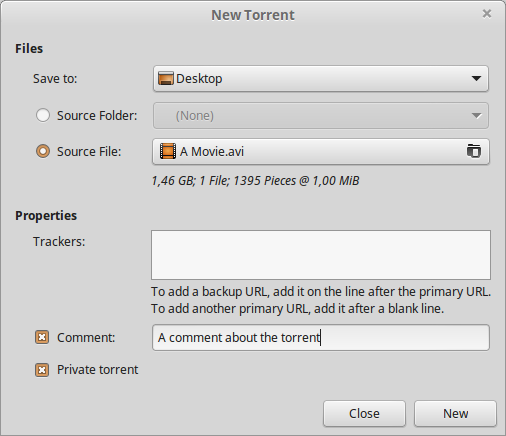 New Torrent
Files
Save to:
Desktop
Source Folder:
(None)
Source File:
A Movie.avi
1,46 GB; 1 File; 1395 Pieces @ 1,00 MiB
Properties
Trackers:
To add a backup URL, add it on the line after the primary URL.
To add another primary URL, add it after a blank line.
Comment:
A comment about the torrent
Private torrent
Close
New